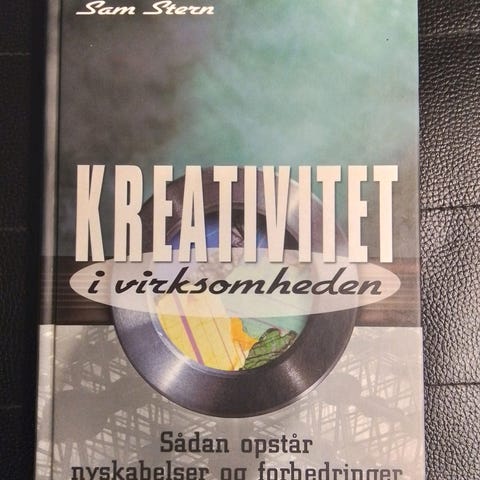 Sam Stern
KREATIVITET
i virksomheden
Sådan opstår
nyskabelser og forbedringer